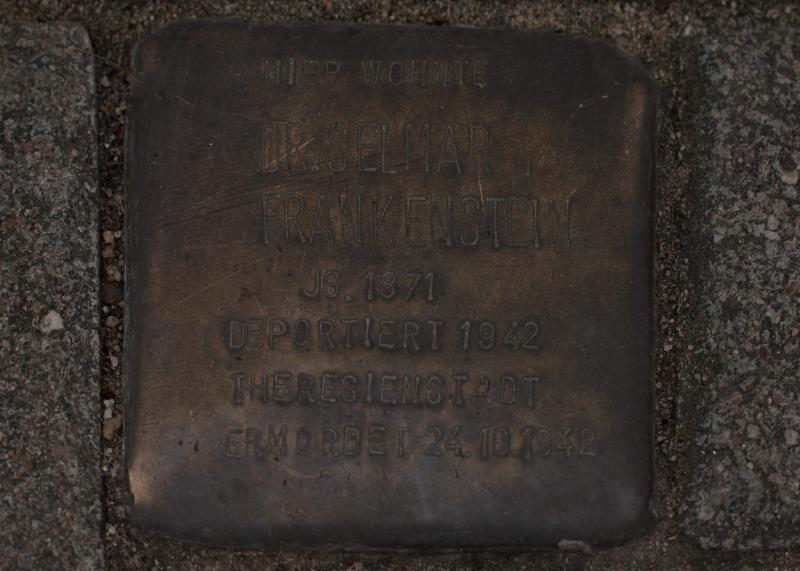 HIER WOHNTE
DR. SELMAR
FRANKENSTEIN
JG. 1871
DEPORTIERT 1942
THERESIENSTADT
ERMORDET 24.10.1942